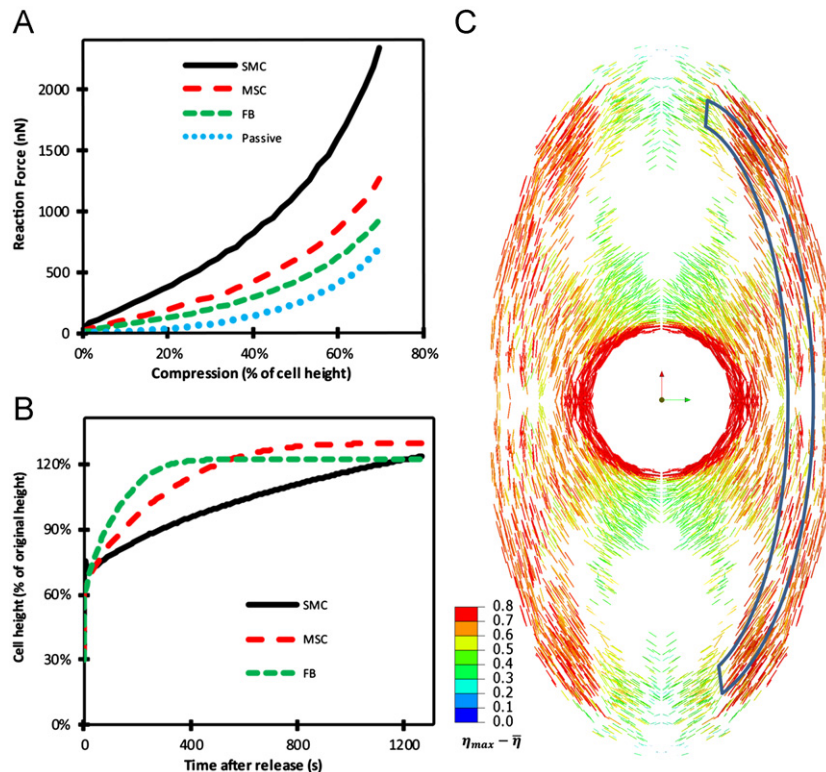 A
SMC
MSC
FB
Passive
Reaction Force (nN)
2000
1500
1000
500
0
0% 20% 40% 60% 80%
Compression (% of cell height)
B
Cell height (% of original height)
120%
90%
60%
30%
0%
SMC
MSC
FB
0 400 800 1200
Time after release (s)
C
0.8
0.7
0.6
0.5
0.4
0.3
0.2
0.1
0.0
η_max − η̅